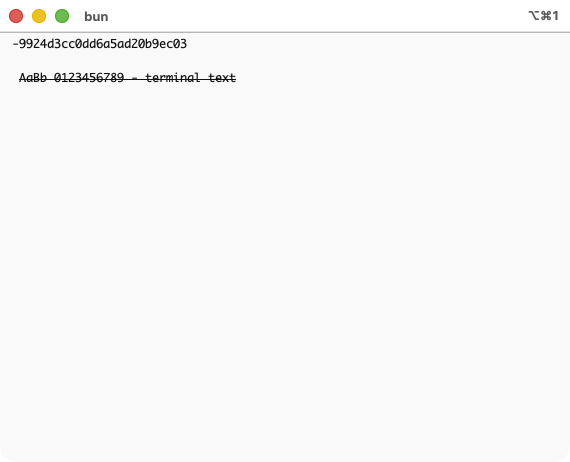 bun ⌥⌘1
-9924d3cc0dd6a5ad20b9ec03
AaBb 0123456789 - terminal text